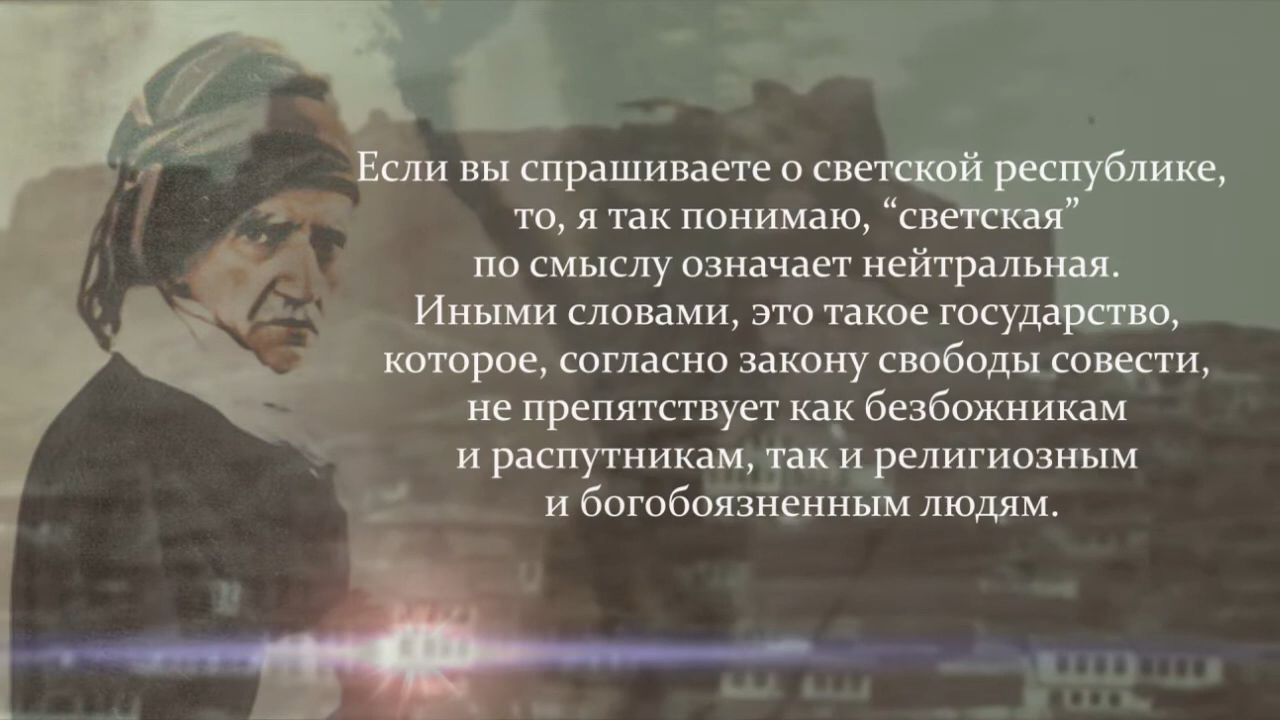 Если вы спрашиваете о светской республике,
то, я так понимаю, “светская”
по смыслу означает нейтральная.
Иными словами, это такое государство,
которое, согласно закону свободы совести,
не препятствует как безбожникам
и распутникам, так и религиозным
и богобоязненным людям.